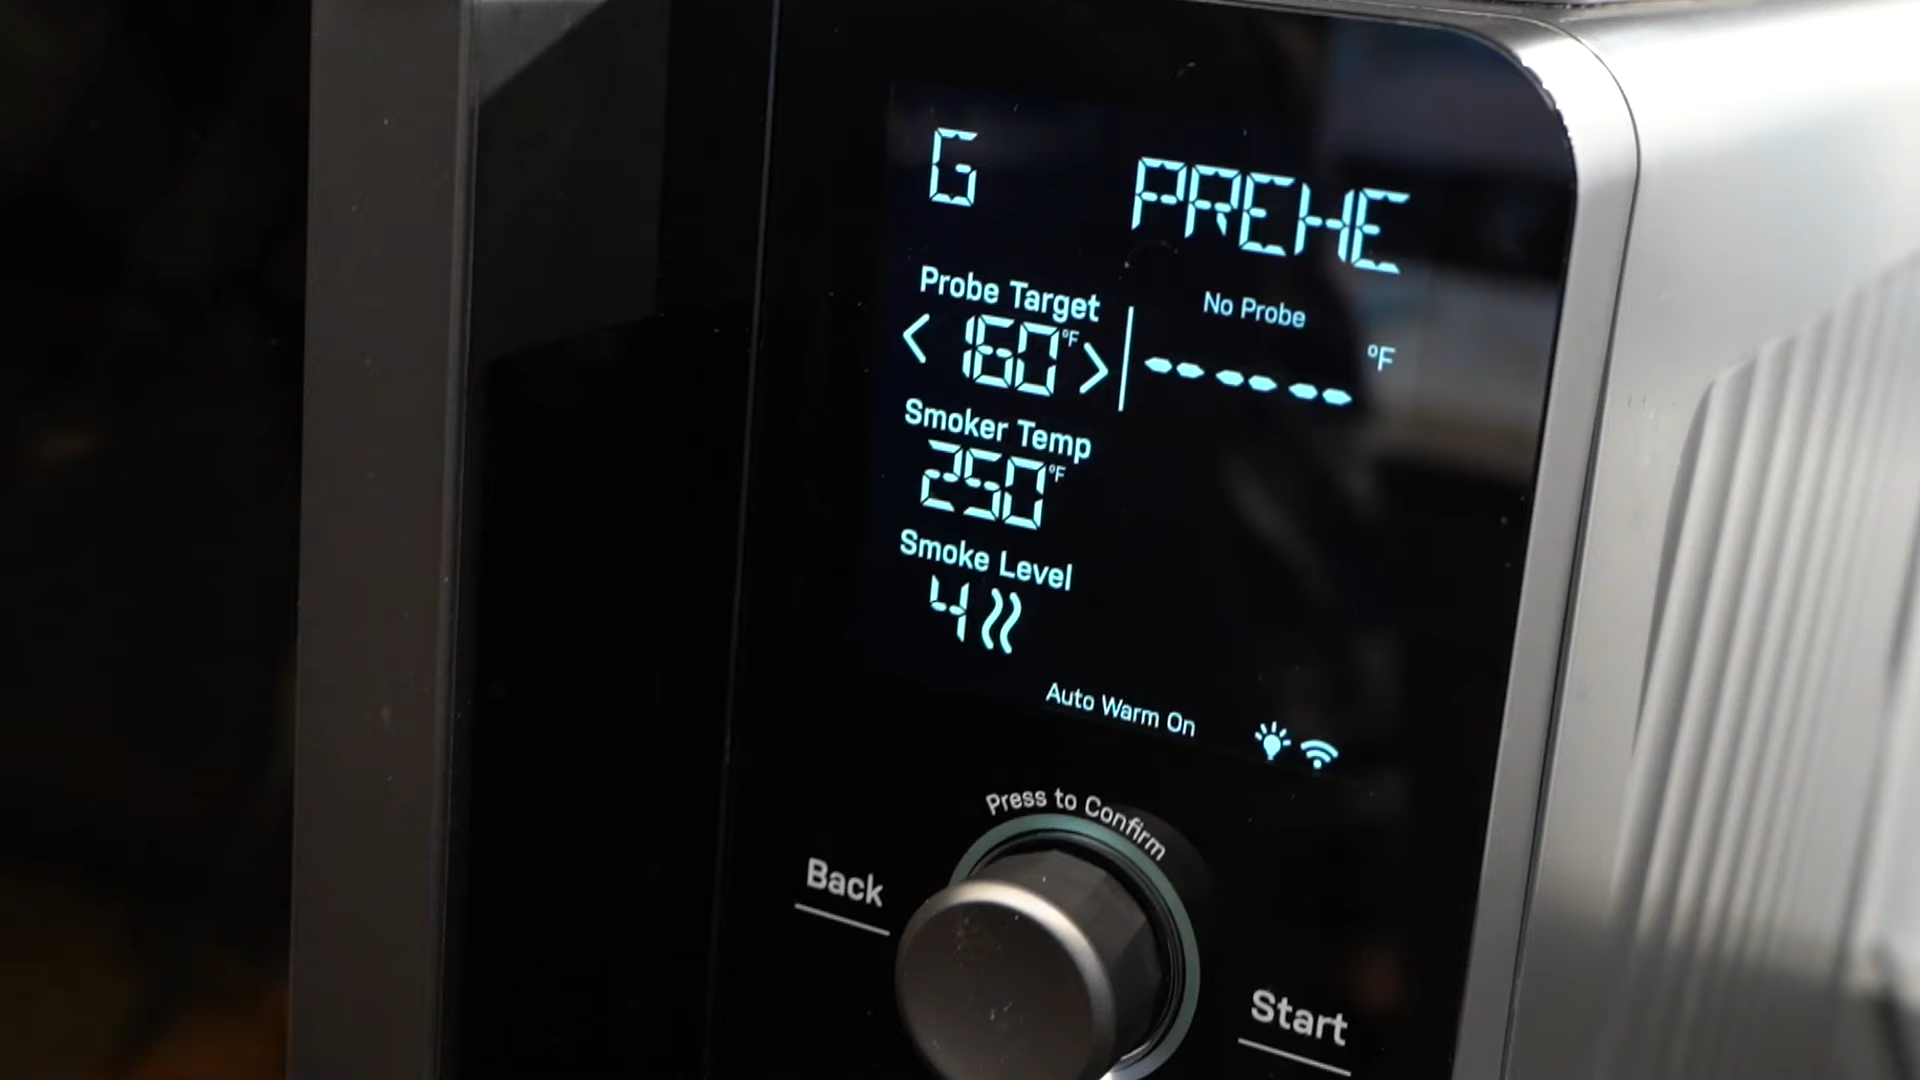 G PREHE
Probe Target
No Probe
< 160°F >
------ °F
Smoker Temp
250°F
Smoke Level
4
Auto Warm On
Press to Confirm
Back
Start